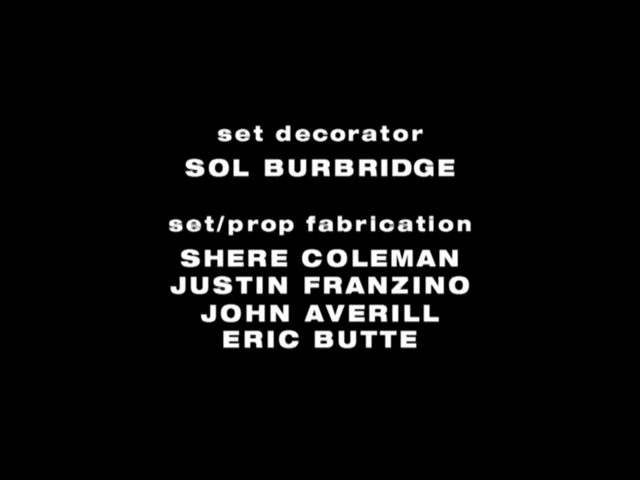 set decorator
SOL BURBRIDGE
set/prop fabrication
SHERE COLEMAN
JUSTIN FRANZINO
JOHN AVERILL
ERIC BUTTE